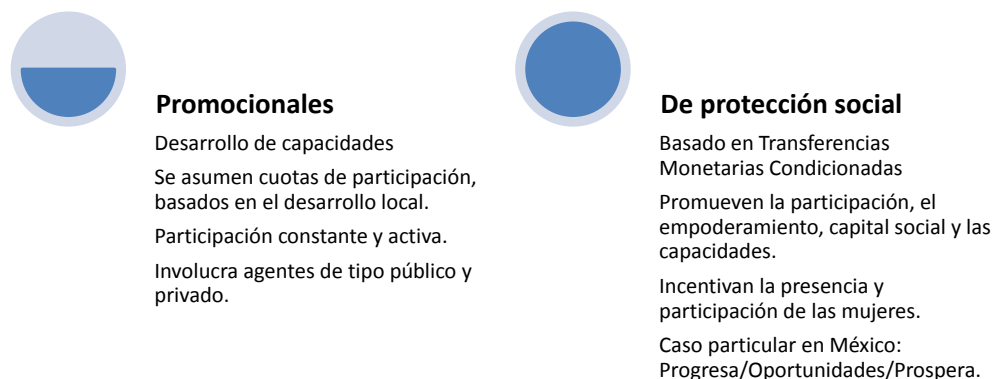 Promocionales
Desarrollo de capacidades
Se asumen cuotas de participación,
basados en el desarrollo local.
Participación constante y activa.
Involucra agentes de tipo público y
privado.
De protección social
Basado en Transferencias
Monetarias Condicionadas
Promueven la participación, el
empoderamiento, capital social y las
capacidades.
Incentivan la presencia y
participación de las mujeres.
Caso particular en México:
Progresa/Oportunidades/Prospera.